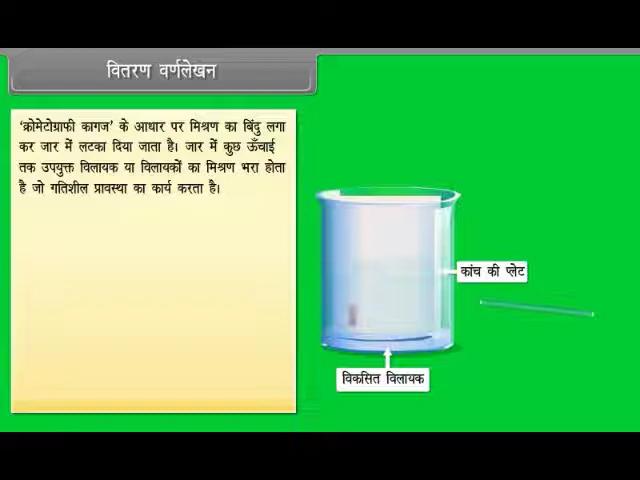 वितरण वर्णलेखन
‘क्रोमेटोग्राफी कागज’ के आधार पर मिश्रण का बिंदु लगा
कर जार में लटका दिया जाता है। जार में कुछ ऊँचाई
तक उपयुक्त विलायक या विलायकों का मिश्रण भरा होता
है जो गतिशील प्रावस्था का कार्य करता है।
कांच की प्लेट
विकसित विलायक